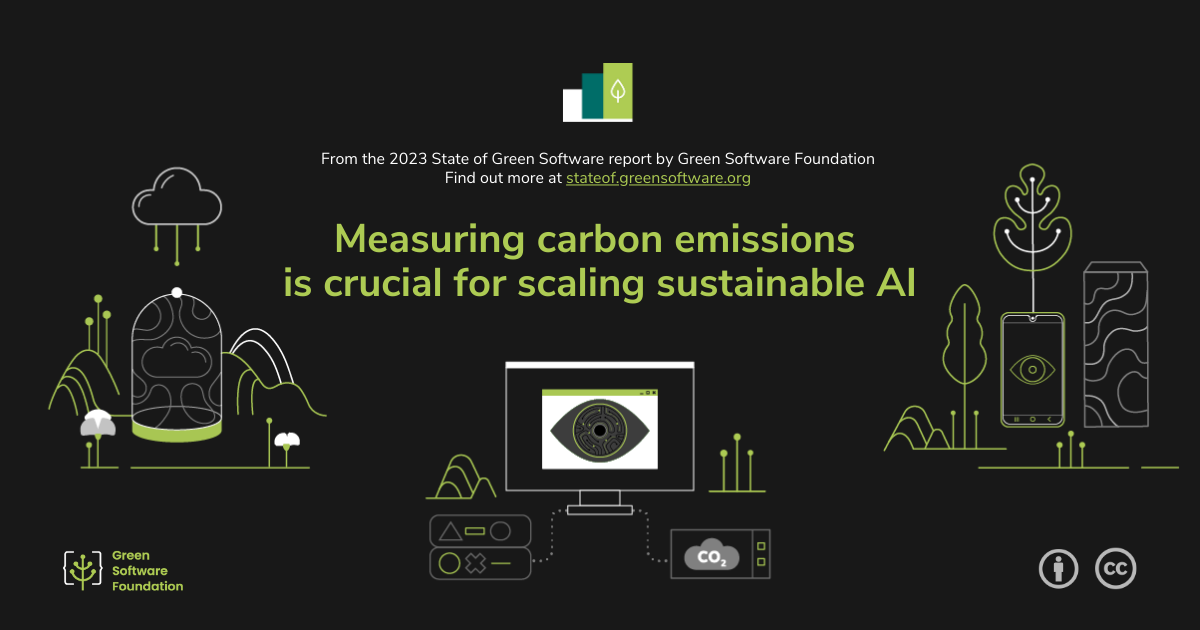 From the 2023 State of Green Software report by Green Software Foundation
Find out more at stateof.greensoftware.org
Measuring carbon emissions
is crucial for scaling sustainable AI
CO₂
Green
Software
Foundation
CC